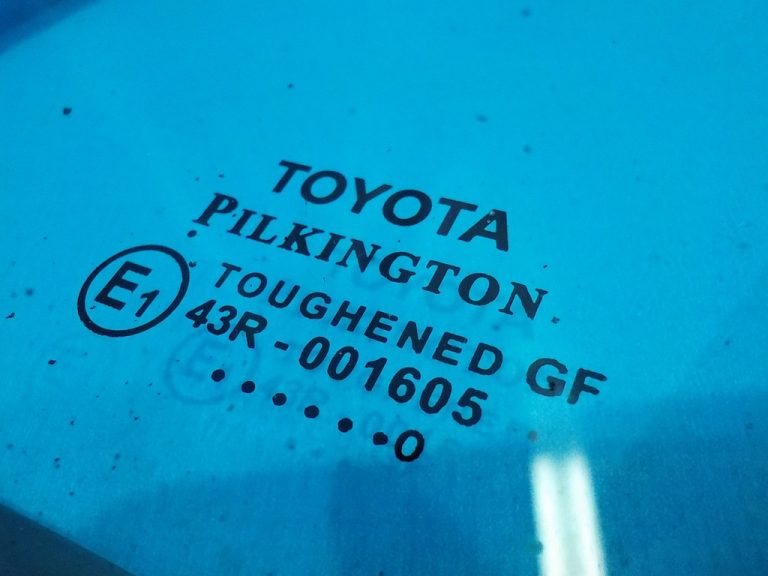 TOYOTA
PILKINGTON
E1
TOUGHENED GF
43R-001605
......0